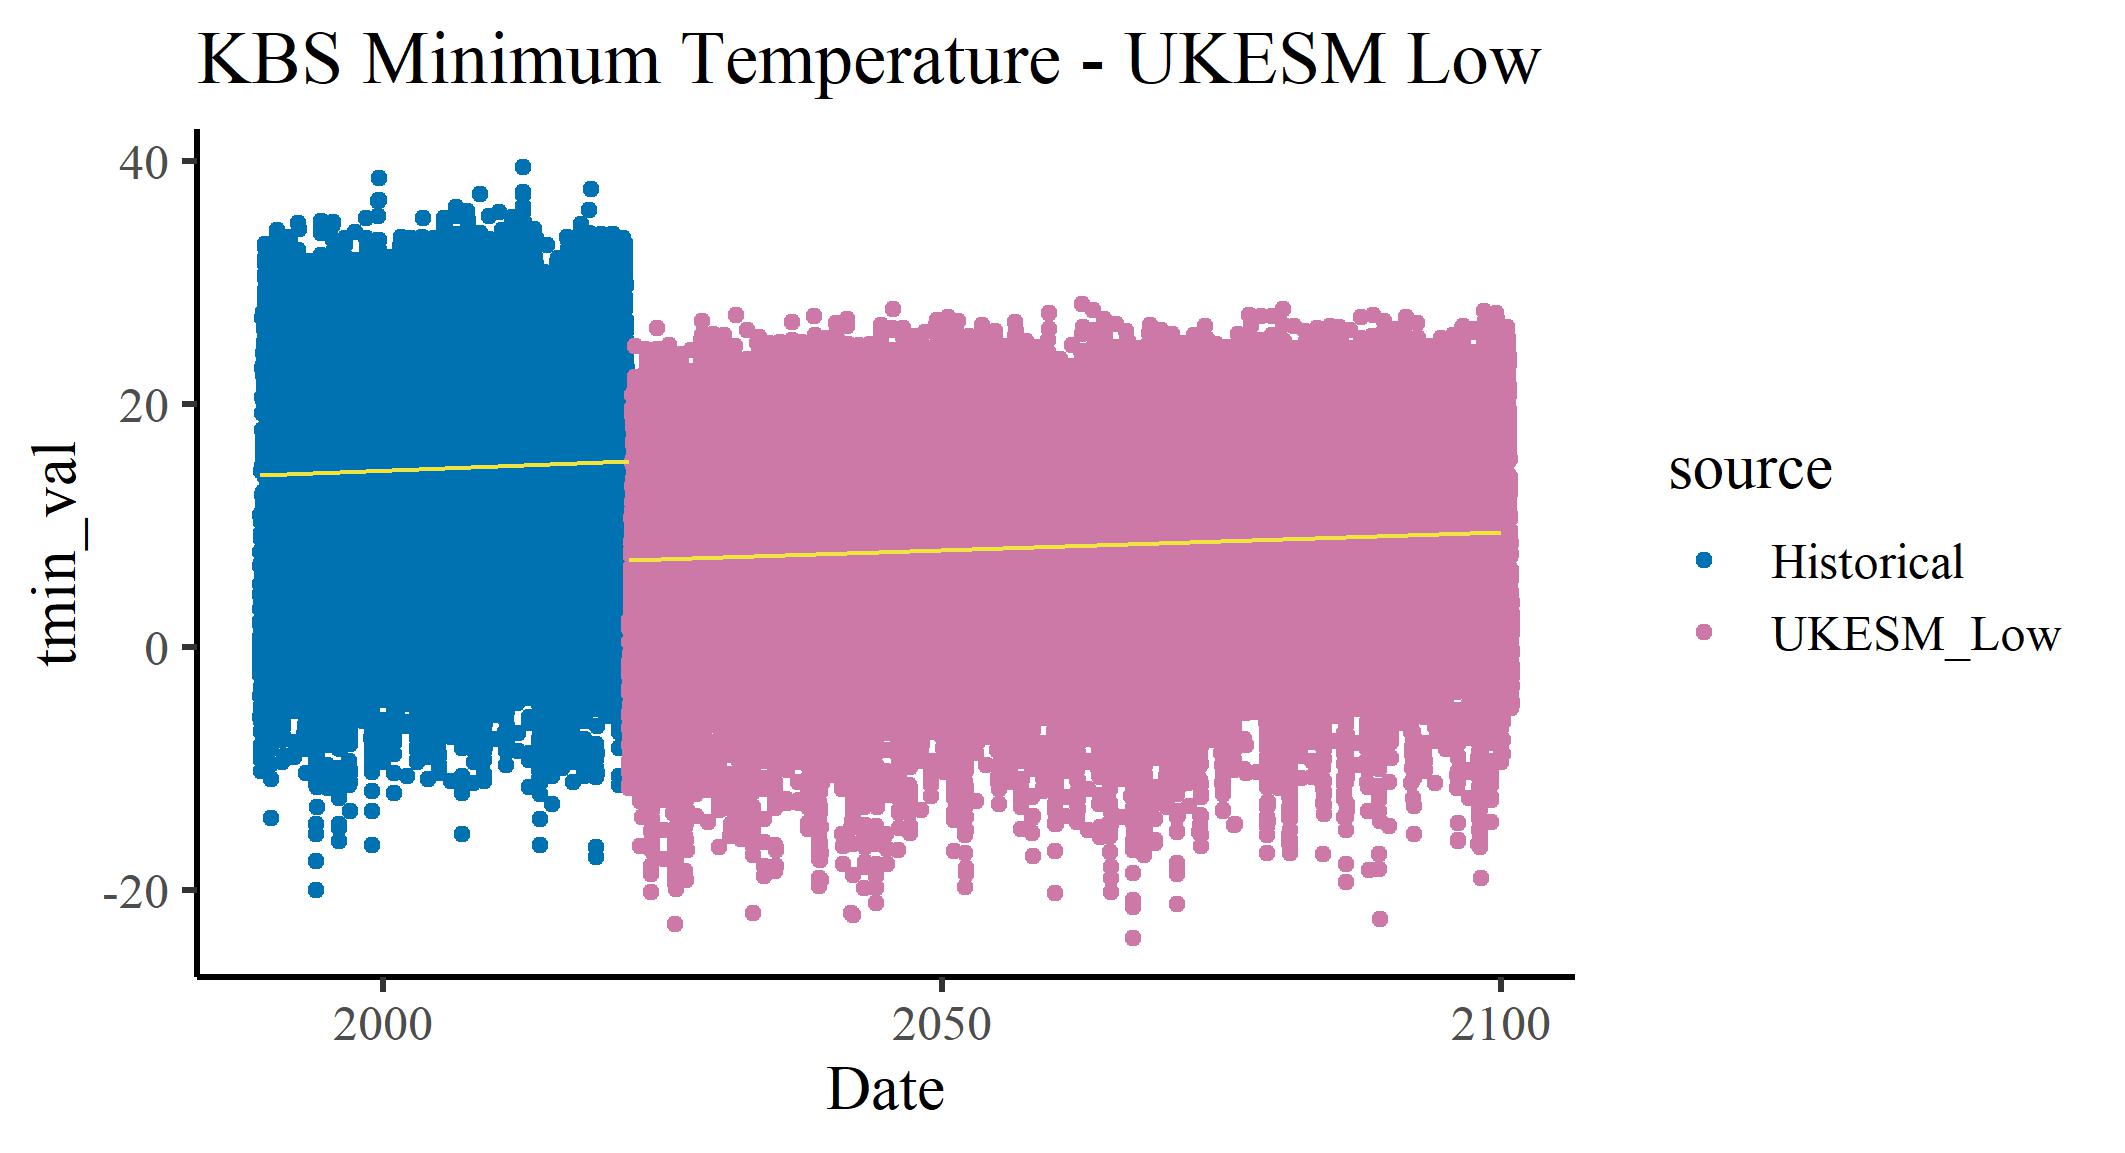 KBS Minimum Temperature - UKESM Low
40
20
0
-20
tmin_val
2000
2050
2100
Date
source
Historical
UKESM_Low